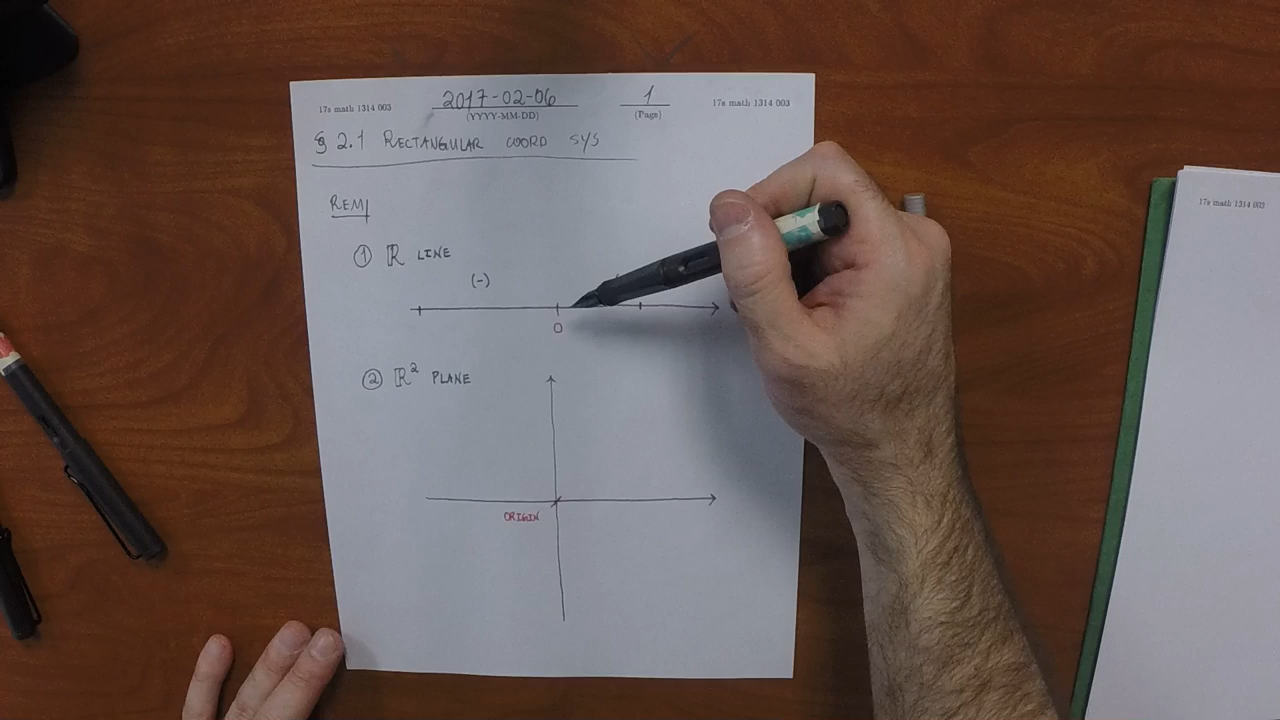 17s math 1314 003
2017-02-06
(YYYY-MM-DD)
1
(Page)
17s math 1314 003
§ 2.1 RECTANGULAR COORD SYS
REM
① ℝ LINE
(-)
0
② ℝ² PLANE
ORIGIN
17s math 1314 003